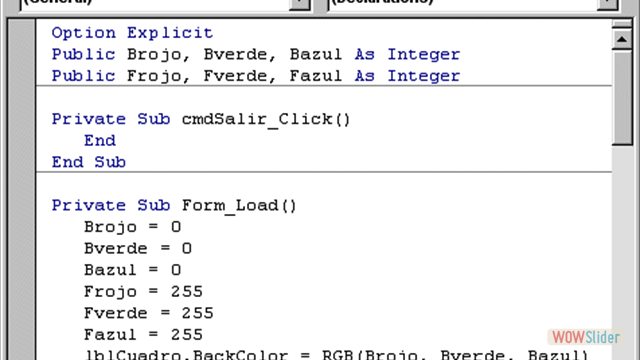 (General)
(Declarations)
Option Explicit
Public Brojo, Bverde, Bazul As Integer
Public Frojo, Fverde, Fazul As Integer
Private Sub cmdSalir_Click()
End
End Sub
Private Sub Form_Load()
Brojo = 0
Bverde = 0
Bazul = 0
Frojo = 255
Fverde = 255
Fazul = 255
lblCuadro.BackColor = RGB(Brojo, Bverde, Bazul)
WOWSlider